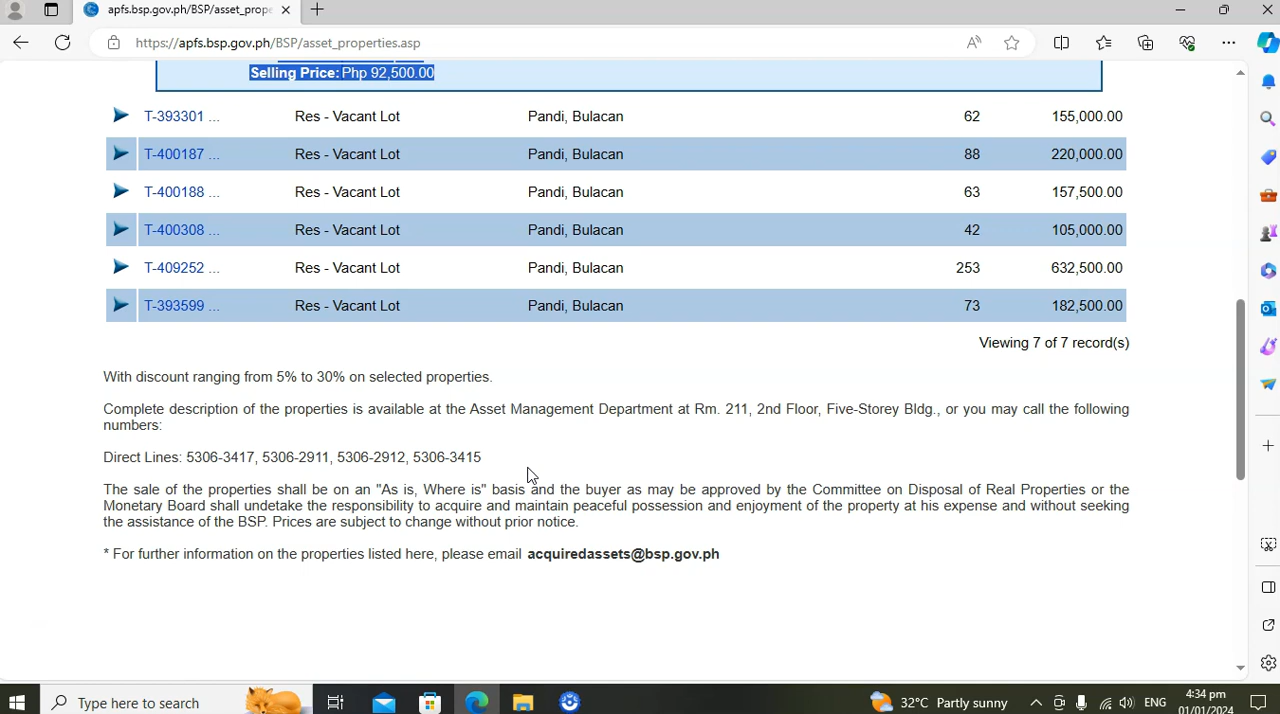 apfs.bsp.gov.ph/BSP/asset_prope
https://apfs.bsp.gov.ph/BSP/asset_properties.asp
Selling Price: Php 92,500.00
T-393301 ... Res - Vacant Lot Pandi, Bulacan 62 155,000.00
T-400187 ... Res - Vacant Lot Pandi, Bulacan 88 220,000.00
T-400188 ... Res - Vacant Lot Pandi, Bulacan 63 157,500.00
T-400308 ... Res - Vacant Lot Pandi, Bulacan 42 105,000.00
T-409252 ... Res - Vacant Lot Pandi, Bulacan 253 632,500.00
T-393599 ... Res - Vacant Lot Pandi, Bulacan 73 182,500.00
Viewing 7 of 7 record(s)
With discount ranging from 5% to 30% on selected properties.
Complete description of the properties is available at the Asset Management Department at Rm. 211, 2nd Floor, Five-Storey Bldg., or you may call the following
numbers:
Direct Lines: 5306-3417, 5306-2911, 5306-2912, 5306-3415
The sale of the properties shall be on an "As is, Where is" basis and the buyer as may be approved by the Committee on Disposal of Real Properties or the
Monetary Board shall undertake the responsibility to acquire and maintain peaceful possession and enjoyment of the property at his expense and without seeking
the assistance of the BSP. Prices are subject to change without prior notice.
* For further information on the properties listed here, please email acquiredassets@bsp.gov.ph
Type here to search
32°C Partly sunny
ENG
4:34 pm
01/01/2024